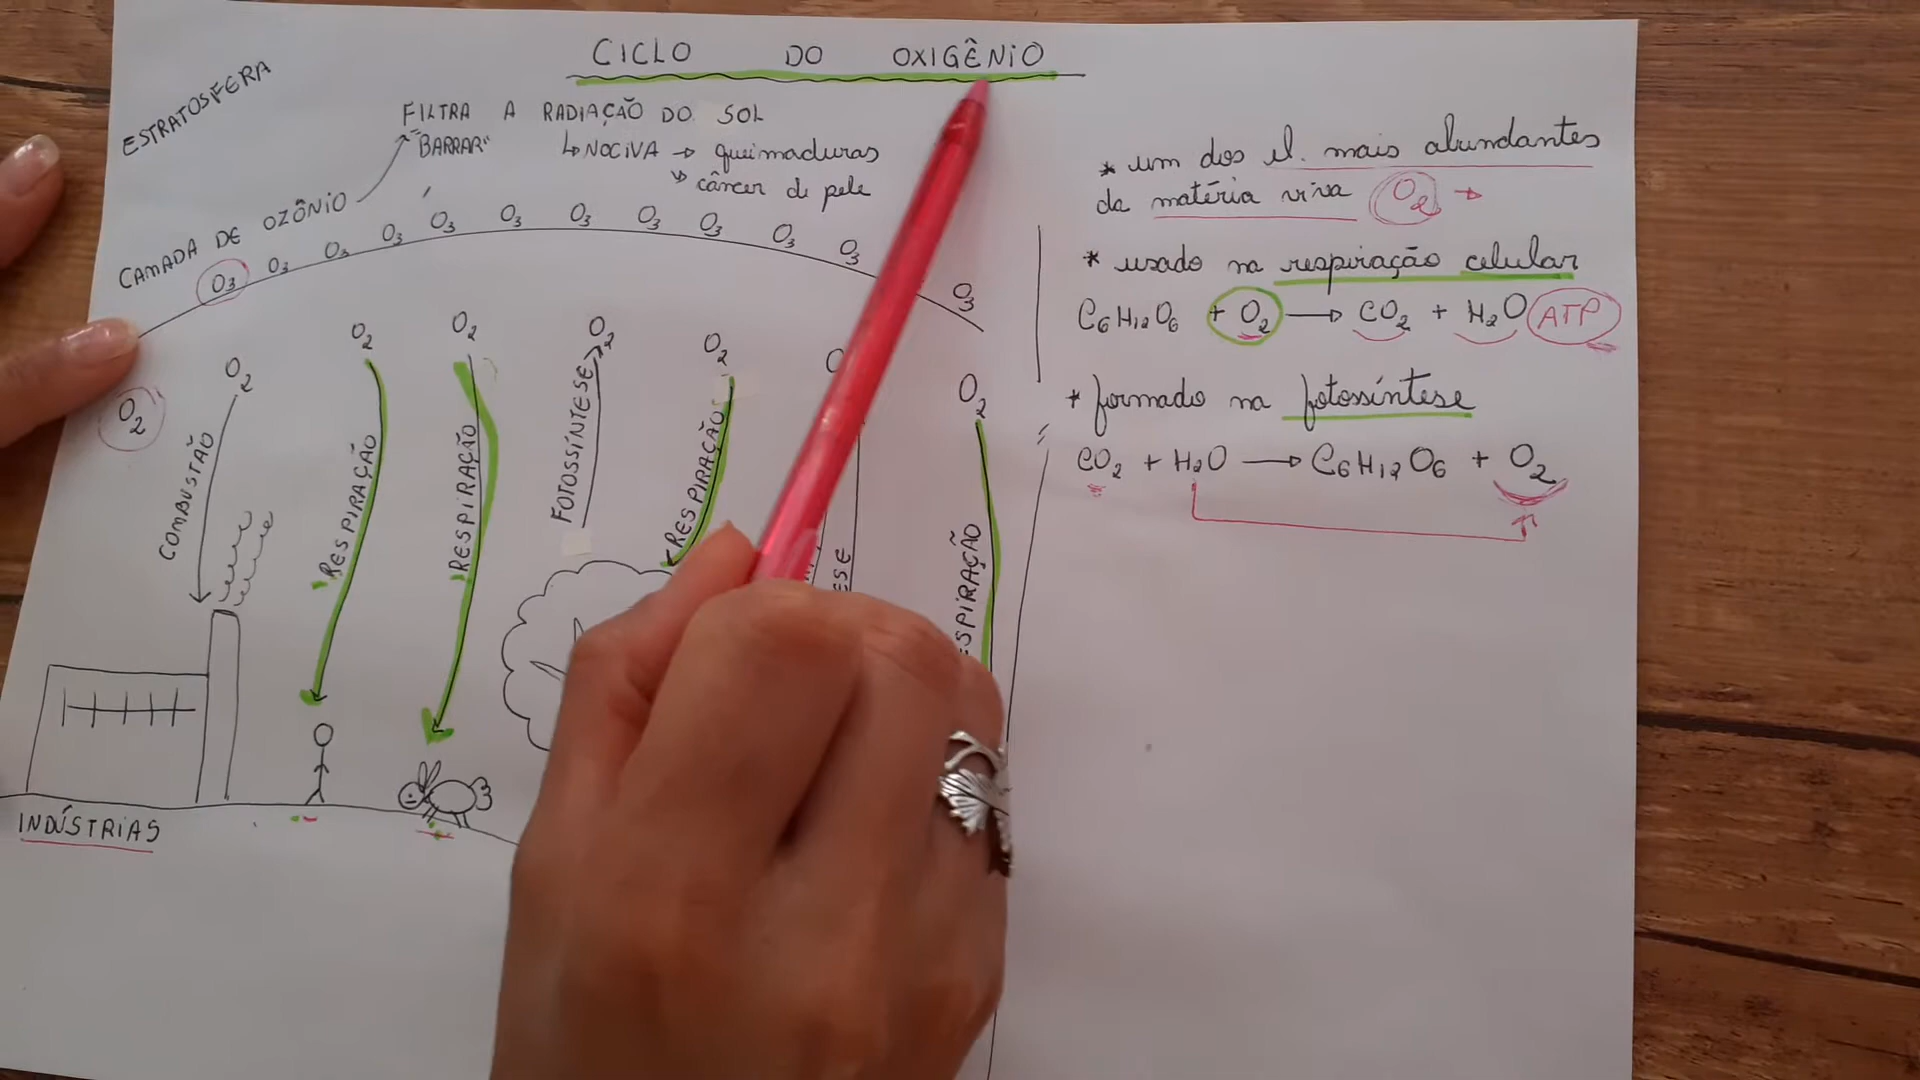 CICLO DO OXIGÊNIO
ESTRATOSFERA
FILTRA A RADIAÇÃO DO SOL
"BARRAR"
↳ NOCIVA → queimaduras
↘ câncer de pele
CAMADA DE OZÔNIO
O3 O3 O3 O3 O3 O3 O3 O3 O3 O3 O3 O3
O2
O2 O2 O2 O2 O2 O2
COMBUSTÃO
RESPIRAÇÃO
RESPIRAÇÃO
FOTOSSÍNTESE
RESPIRAÇÃO
INDÚSTRIAS
* um dos el. mais abundantes
da matéria viva O2 →
* usado na respiração celular
C6H12O6 + O2 → CO2 + H2O ATP
* formado na fotossíntese
CO2 + H2O → C6H12O6 + O2